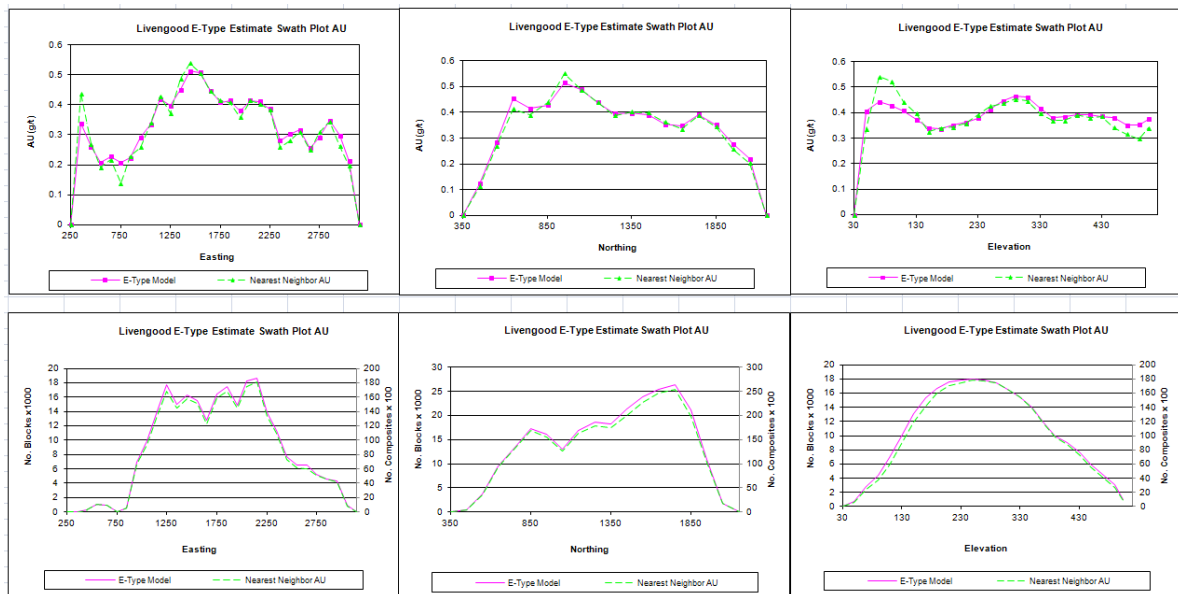 Livengood E-Type Estimate Swath Plot AU
AU (g/t)
0.6
0.5
0.4
0.3
0.2
0.1
0
250 750 1250 1750 2250 2750
Easting
E-Type Model Nearest Neighbor AU
Livengood E-Type Estimate Swath Plot AU
AU (g/t)
0.6
0.5
0.4
0.3
0.2
0.1
0
350 850 1350 1850
Northing
E-Type Model Nearest Neighbor AU
Livengood E-Type Estimate Swath Plot AU
AU (g/t)
0.6
0.5
0.4
0.3
0.2
0.1
0
30 130 230 330 430
Elevation
E-Type Model Nearest Neighbor AU
Livengood E-Type Estimate Swath Plot AU
No. Blocks x 1000
20
18
16
14
12
10
8
6
4
2
0
200
180
160
140
120
100
80
60
40
20
0
No. Composites x 100
250 750 1250 1750 2250 2750
Easting
E-Type Model Nearest Neighbor AU
Livengood E-Type Estimate Swath Plot AU
No. Blocks x 1000
30
25
20
15
10
5
0
300
250
200
150
100
50
0
No. Composites x 100
350 850 1350 1850
Northing
E-Type Model Nearest Neighbor AU
Livengood E-Type Estimate Swath Plot AU
No. Blocks x 1000
20
18
16
14
12
10
8
6
4
2
0
200
180
160
140
120
100
80
60
40
20
0
No. Composites x 100
30 130 230 330 430
Elevation
E-Type Model Nearest Neighbor AU